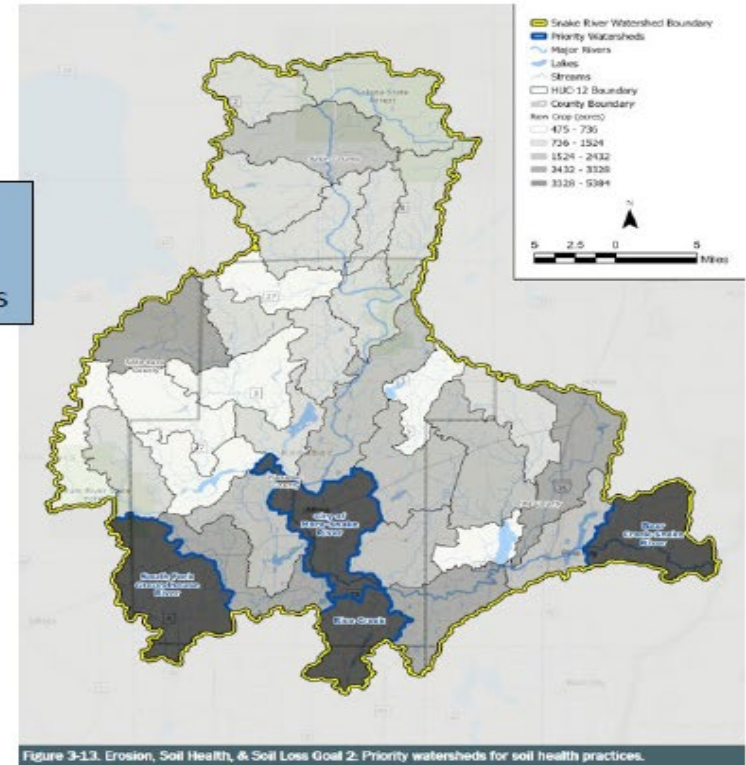 Snake River Watershed Boundary
Priority Watersheds
Major Rivers
Lakes
Streams
HUC-12 Boundary
County Boundary
Row Crop (acres)
475 - 736
736 - 1524
1524 - 2432
2432 - 3328
3328 - 5384
N
5 2.5 0 5
Miles
s
27
City of
Mora-Snake
River
Bear
Creek-Snake
River
South Fork
Groundhouse
River
Rice Creek
Figure 3-13. Erosion, Soil Health, & Soil Loss Goal 2: Priority watersheds for soil health practices.